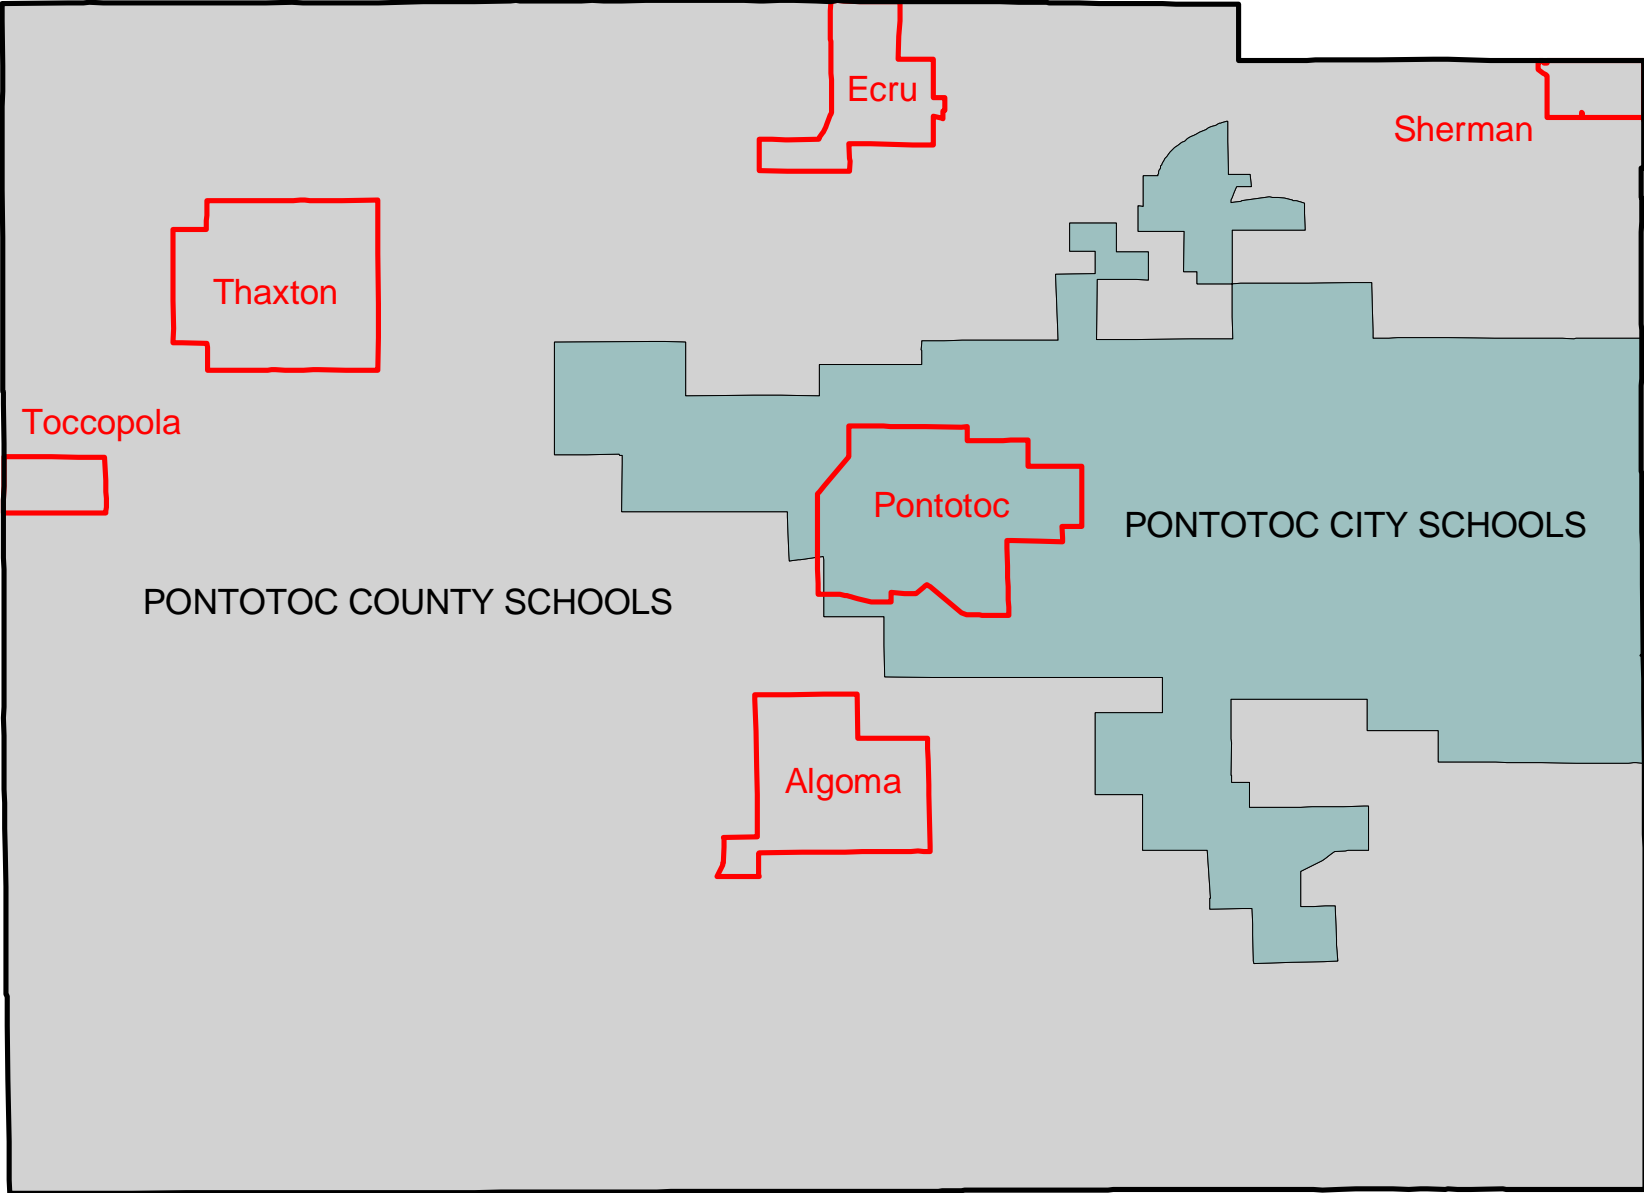 Ecru
Sherman
Thaxton
Toccopola
Pontotoc
PONTOTOC CITY SCHOOLS
PONTOTOC COUNTY SCHOOLS
Algoma